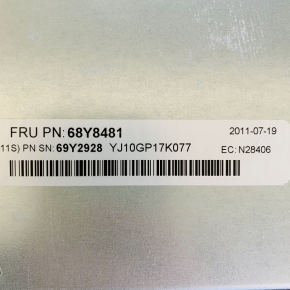 FRU PN: 68Y8481 2011-07-19
11S) PN SN: 69Y2928 YJ10GP17K077 EC: N28406